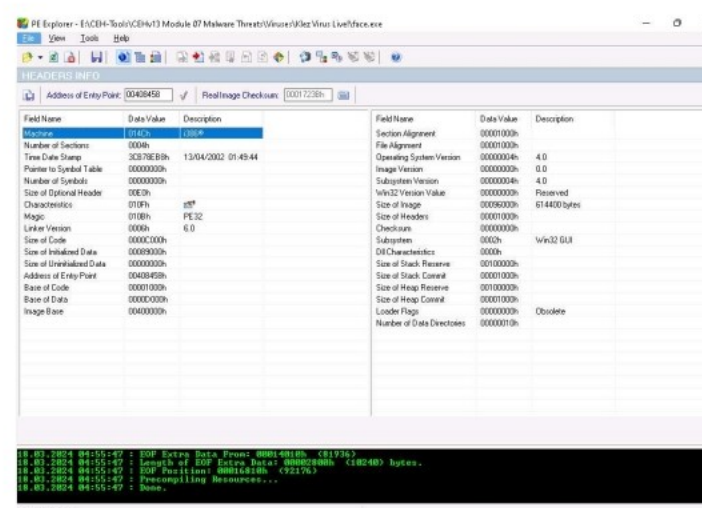 PE Explorer - E:\CEH-Tools\CEHv13 Module 07 Malware Threats\Viruses\Klez Virus Live!\face.exe
File View Tools Help
HEADERS INFO
Address of Entry Point: 00408458 Real Image Checksum: 0001723Bh
Field Name Data Value Description
Machine 014Ch i386®
Number of Sections 0004h
Time Date Stamp 3CB78EB8h 13/04/2002 01:49:44
Pointer to Symbol Table 00000000h
Number of Symbols 00000000h
Size of Optional Header 00E0h
Characteristics 010Fh
Magic 010Bh PE32
Linker Version 0006h 6.0
Size of Code 0000C000h
Size of Initialized Data 00089000h
Size of Uninitialized Data 00000000h
Address of Entry Point 00408458h
Base of Code 00001000h
Base of Data 0000D000h
Image Base 00400000h
Field Name Data Value Description
Section Alignment 00001000h
File Alignment 00001000h
Operating System Version 00000004h 4.0
Image Version 00000000h 0.0
Subsystem Version 00000004h 4.0
Win32 Version Value 00000000h Reserved
Size of Image 00096000h 614400 bytes
Size of Headers 00001000h
Checksum 00000000h
Subsystem 0002h Win32 GUI
Dll Characteristics 0000h
Size of Stack Reserve 00100000h
Size of Stack Commit 00001000h
Size of Heap Reserve 00100000h
Size of Heap Commit 00001000h
Loader Flags 00000000h Obsolete
Number of Data Directories 00000010h
18.03.2024 04:55:47 : EOF Extra Data From: 00014010h (81936)
18.03.2024 04:55:47 : Length of EOF Extra Data: 00002800h (10240) bytes.
18.03.2024 04:55:47 : EOF Position: 00016810h (92176)
18.03.2024 04:55:47 : Precompiling Resources...
18.03.2024 04:55:47 : Done.